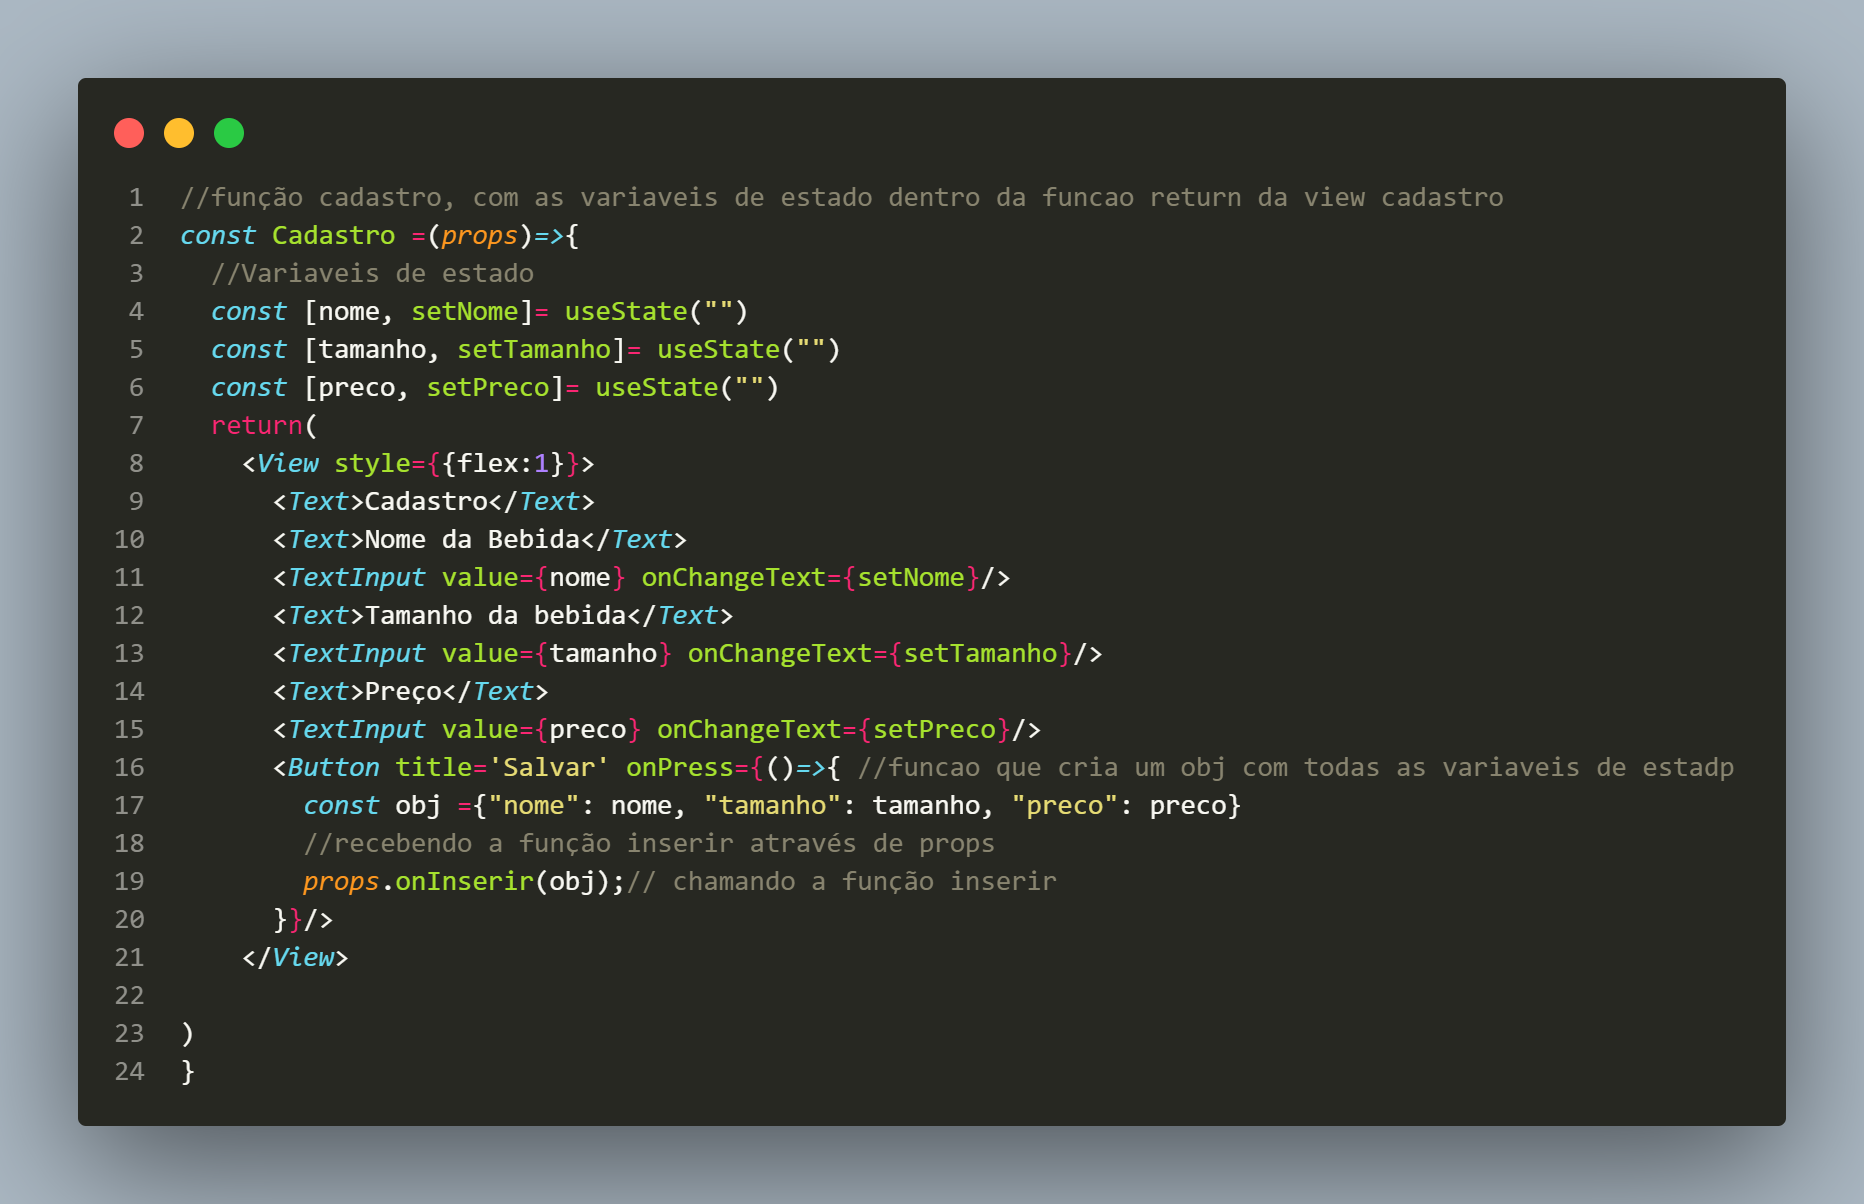 1 //função cadastro, com as variaveis de estado dentro da funcao return da view cadastro
2 const Cadastro =(props)=>{
3   //Variaveis de estado
4   const [nome, setNome]= useState("")
5   const [tamanho, setTamanho]= useState("")
6   const [preco, setPreco]= useState("")
7   return(
8     <View style={{flex:1}}>
9       <Text>Cadastro</Text>
10       <Text>Nome da Bebida</Text>
11       <TextInput value={nome} onChangeText={setNome}/>
12       <Text>Tamanho da bebida</Text>
13       <TextInput value={tamanho} onChangeText={setTamanho}/>
14       <Text>Preço</Text>
15       <TextInput value={preco} onChangeText={setPreco}/>
16       <Button title='Salvar' onPress={()=>{ //funcao que cria um obj com todas as variaveis de estadp
17         const obj ={"nome": nome, "tamanho": tamanho, "preco": preco}
18         //recebendo a função inserir através de props
19         props.onInserir(obj);// chamando a função inserir
20       }}/>
21     </View>
22
23 )
24 }